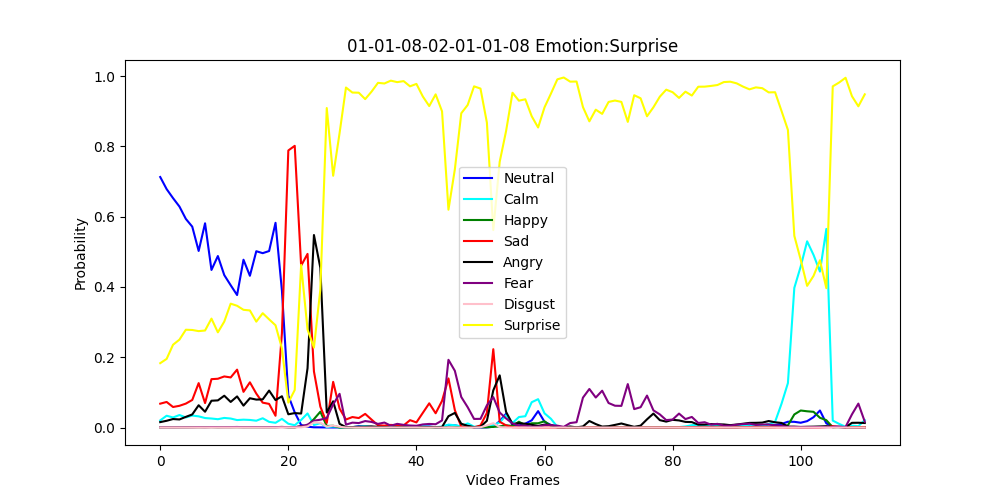 01-01-08-02-01-01-08 Emotion:Surprise
Probability
1.0
0.8
0.6
0.4
0.2
0.0
Neutral
Calm
Happy
Sad
Angry
Fear
Disgust
Surprise
0 20 40 60 80 100
Video Frames